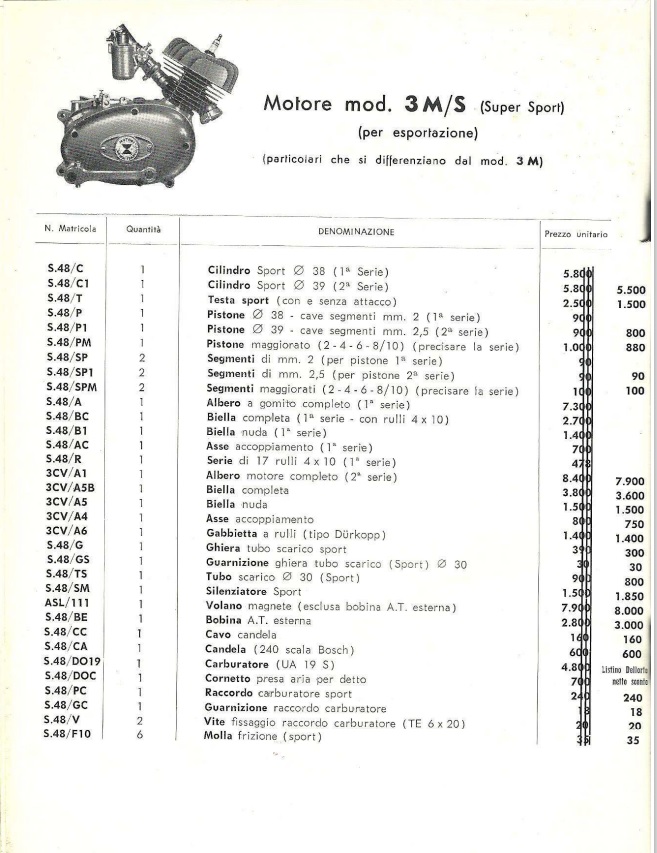 Motore mod. 3 M/S (Super Sport)
(per esportazione)
(particolari che si differenziano dal mod. 3 M)
N. Matricola Quantità DENOMINAZIONE Prezzo unitario
S.48/C 1 Cilindro Sport Ø 38 (1ª Serie) 5.800
S.48/C1 1 Cilindro Sport Ø 39 (2ª Serie) 5.800 5.500
S.48/T 1 Testa sport (con e senza attacco) 2.500 1.500
S.48/P 1 Pistone Ø 38 - cave segmenti mm. 2 (1ª serie) 900
S.48/P1 1 Pistone Ø 39 - cave segmenti mm. 2,5 (2ª serie) 900 800
S.48/PM 1 Pistone maggiorato (2 - 4 - 6 - 8/10) (precisare la serie) 1.000 880
S.48/SP 2 Segmenti di mm. 2 (per pistone 1ª serie) 90
S.48/SP1 2 Segmenti di mm. 2,5 (per pistone 2ª serie) 90 90
S.48/SPM 2 Segmenti maggiorati (2 - 4 - 6 - 8/10) (precisare la serie) 100 100
S.48/A 1 Albero a gomito completo (1ª serie) 7.300
S.48/BC 1 Biella completa (1ª serie - con rulli 4 x 10) 2.700
S.48/B1 1 Biella nuda (1ª serie) 1.400
S.48/AC 1 Asse accoppiamento (1ª serie) 700
S.48/R 1 Serie di 17 rulli 4 x 10 (1ª serie) 478
3CV/A1 1 Albero motore completo (2ª serie) 8.400 7.900
3CV/A5B 1 Biella completa 3.800 3.600
3CV/A5 1 Biella nuda 1.500 1.500
3CV/A4 1 Asse accoppiamento 800 750
3CV/A6 1 Gabbietta a rulli (tipo Dürkopp) 1.400 1.400
S.48/G 1 Ghiera tubo scarico sport 390 300
S.48/GS 1 Guarnizione ghiera tubo scarico (Sport) Ø 30 30 30
S.48/TS 1 Tubo scarico Ø 30 (Sport) 900 800
S.48/SM 1 Silenziatore Sport 1.500 1.850
ASL/111 1 Volano magnete (esclusa bobina A.T. esterna) 7.900 8.000
S.48/BE 1 Bobina A.T. esterna 2.800 3.000
S.48/CC 1 Cavo candela 160 160
S.48/CA 1 Candela (240 scala Bosch) 600 600
S.48/DO19 1 Carburatore (UA 19 S) 4.800 Listino Dellorto
S.48/DOC 1 Cornetto presa aria per detto 700 netto sconto
S.48/PC 1 Raccordo carburatore sport 240 240
S.48/GC 1 Guarnizione raccordo carburatore 18 18
S.48/V 2 Vite fissaggio raccordo carburatore (TE 6 x 20) 20 20
S.48/F10 6 Molla frizione (sport) 35 35